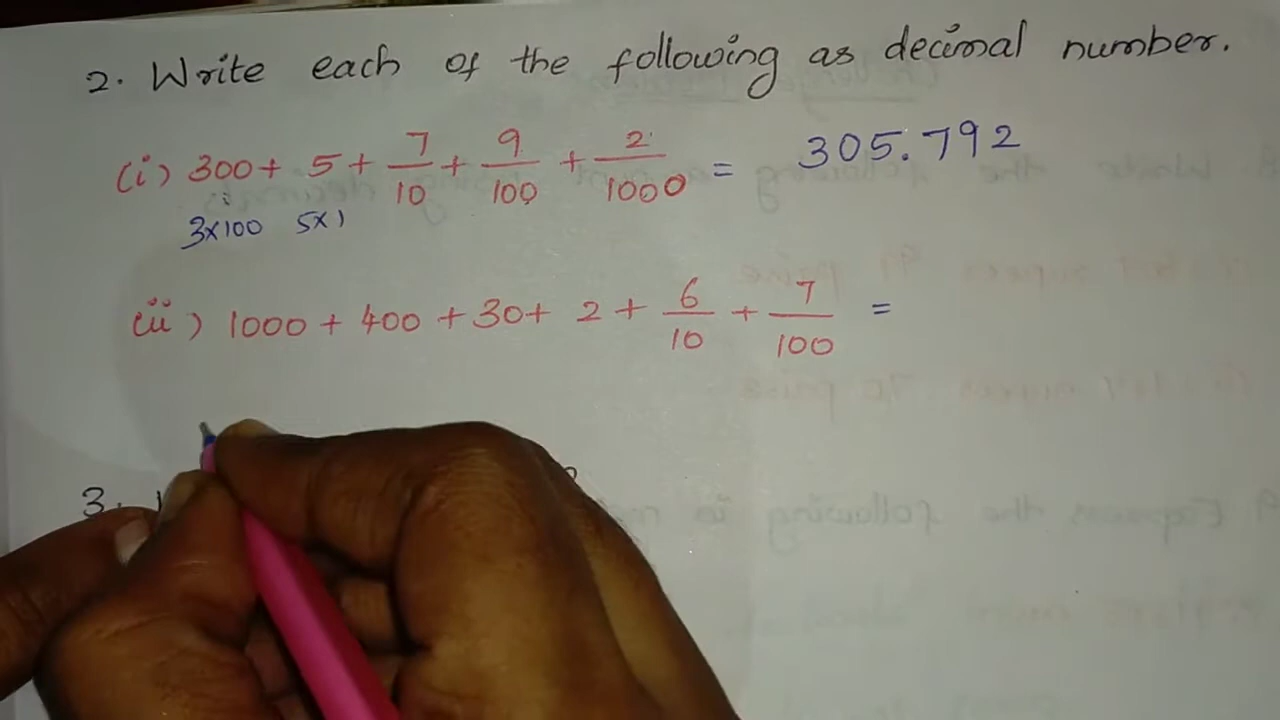 2. Write each of the following as decimal number.
(i) 300 + 5 + 7/10 + 9/100 + 2/1000 = 305.792
3x100 5x1
(ii) 1000 + 400 + 30 + 2 + 6/10 + 7/100 =
3.